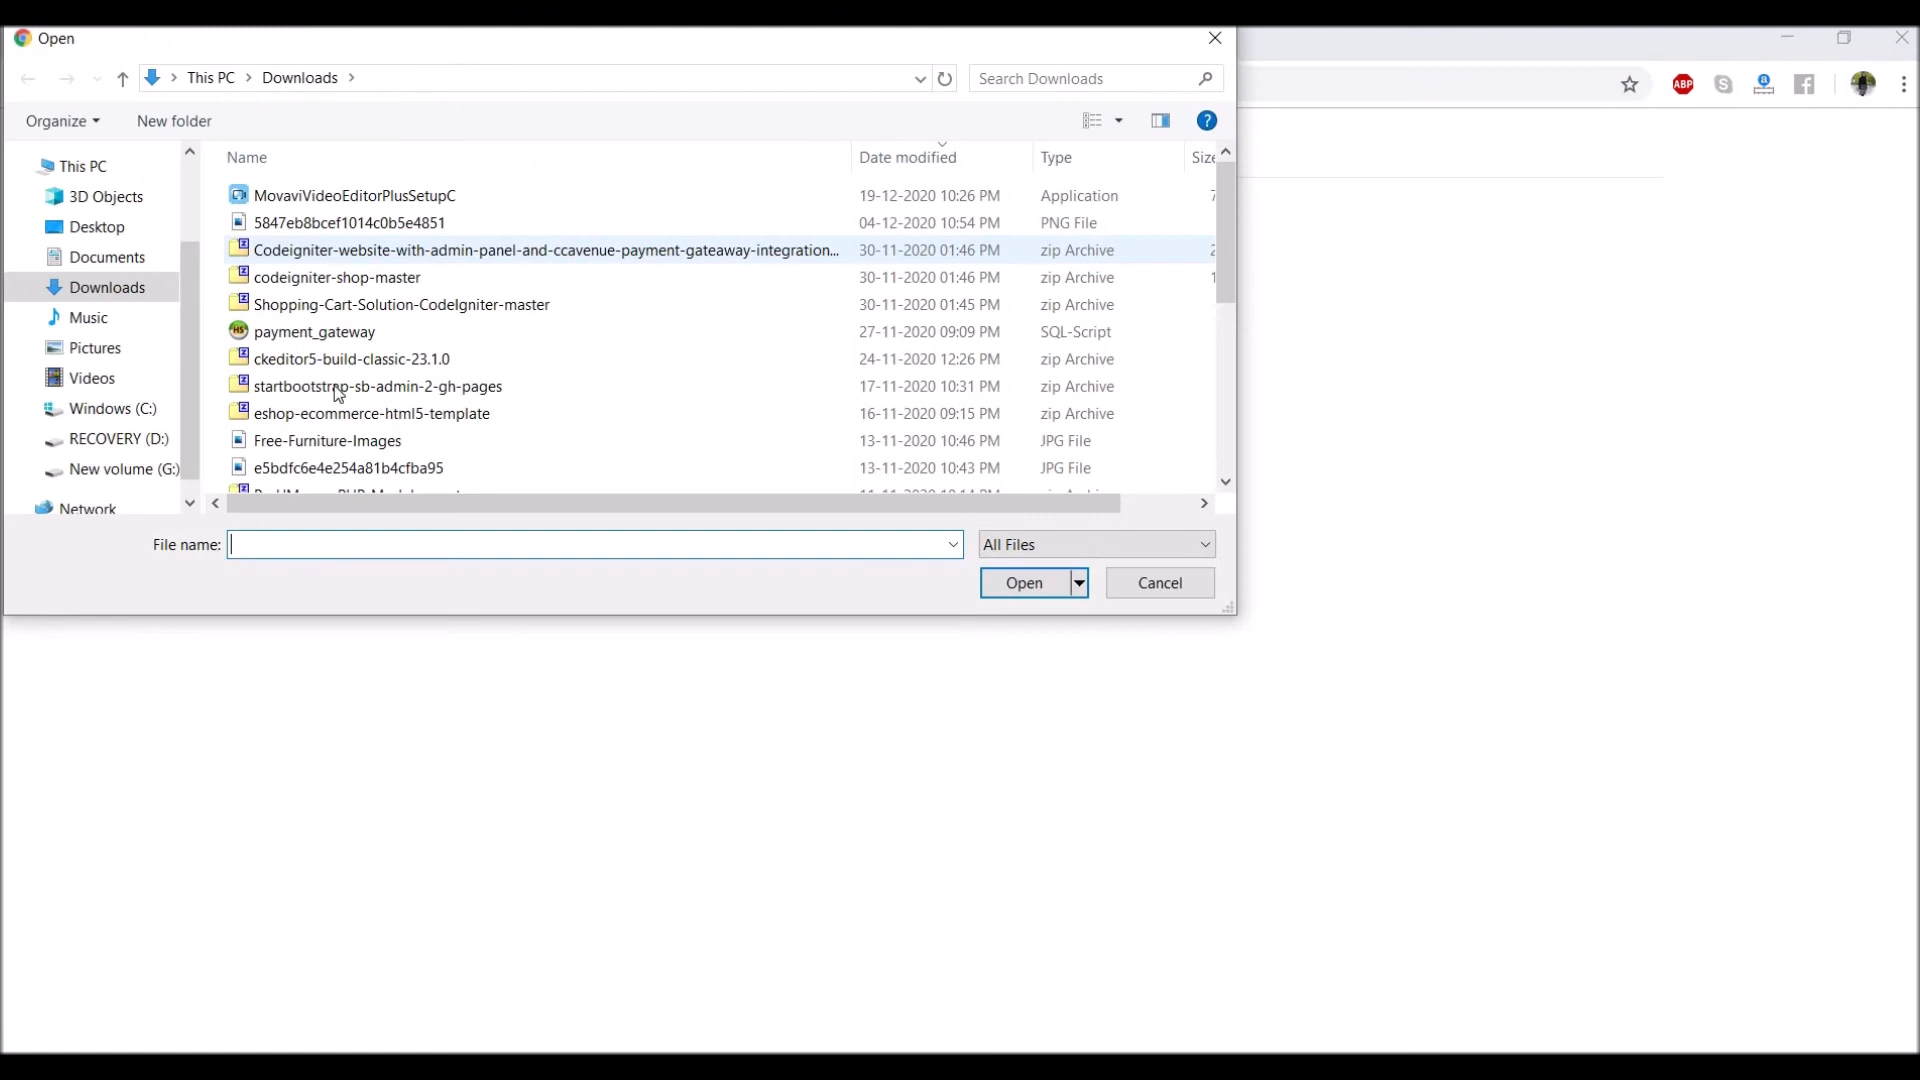 Open
This PC > Downloads >
Search Downloads
ABP
Organize
New folder
Name
Date modified
Type
Size
This PC
3D Objects
Desktop
Documents
Downloads
Music
Pictures
Videos
Windows (C:)
RECOVERY (D:)
New volume (G:)
Network
MovaviVideoEditorPlusSetupC 19-12-2020 10:26 PM Application 7
5847eb8bcef1014c0b5e4851 04-12-2020 10:54 PM PNG File
Codeigniter-website-with-admin-panel-and-ccavenue-payment-gateaway-integration... 30-11-2020 01:46 PM zip Archive 2
codeigniter-shop-master 30-11-2020 01:46 PM zip Archive 1
Shopping-Cart-Solution-CodeIgniter-master 30-11-2020 01:45 PM zip Archive
payment_gateway 27-11-2020 09:09 PM SQL-Script
ckeditor5-build-classic-23.1.0 24-11-2020 12:26 PM zip Archive
startbootstrap-sb-admin-2-gh-pages 17-11-2020 10:31 PM zip Archive
eshop-ecommerce-html5-template 16-11-2020 09:15 PM zip Archive
Free-Furniture-Images 13-11-2020 10:46 PM JPG File
e5bdfc6e4e254a81b4cfba95 13-11-2020 10:43 PM JPG File
File name:
All Files
Open
Cancel